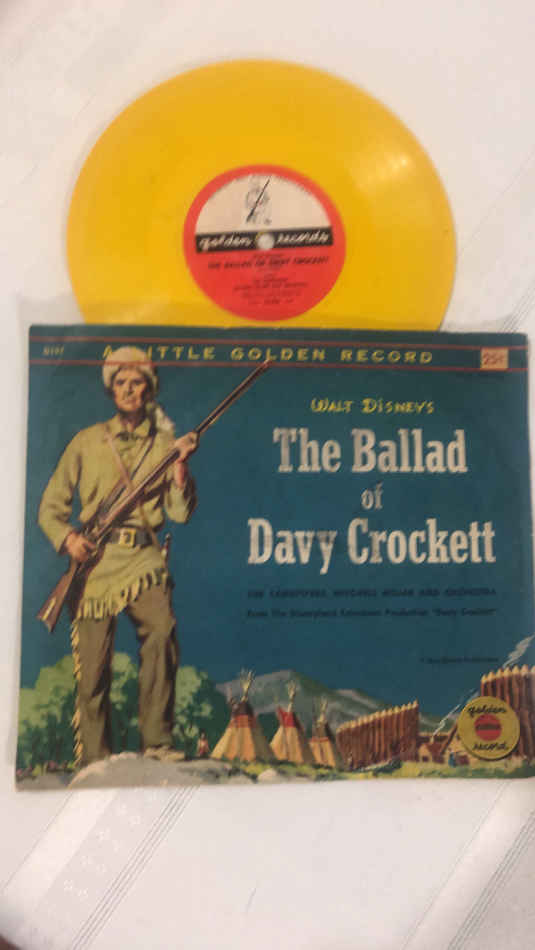 golden records
THE BALLAD OF DAVY CROCKETT
D197 A LITTLE GOLDEN RECORD 25¢
WALT DISNEY'S
The Ballad
of
Davy Crockett
THE SANDPIPERS, MITCHELL MILLER AND ORCHESTRA
From The Disneyland Television Production "Davy Crockett"
golden
record